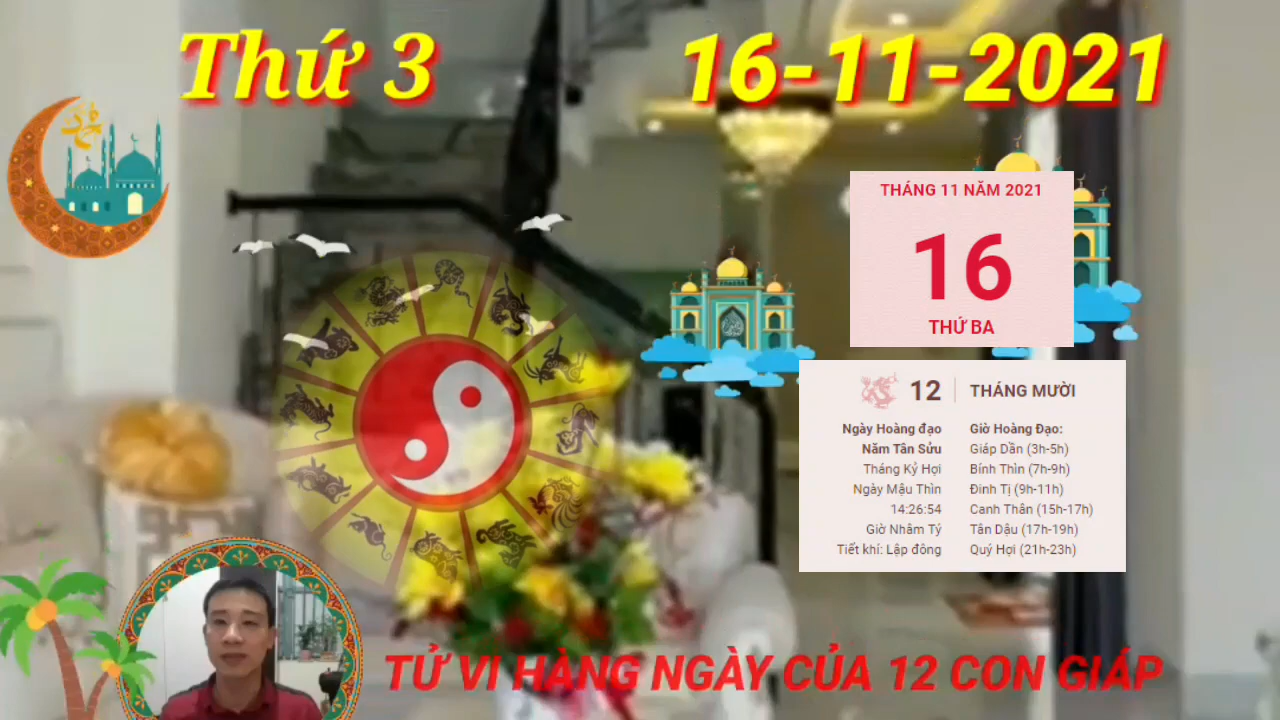 Thứ 3
16-11-2021
THÁNG 11 NĂM 2021
16
THỨ BA
12
THÁNG MƯỜI
Ngày Hoàng đạo
Năm Tân Sửu
Tháng Kỷ Hợi
Ngày Mậu Thìn
14:26:54
Giờ Nhâm Tý
Tiết khí: Lập đông
Giờ Hoàng Đạo:
Giáp Dần (3h-5h)
Bính Thìn (7h-9h)
Đinh Tị (9h-11h)
Canh Thân (15h-17h)
Tân Dậu (17h-19h)
Quý Hợi (21h-23h)
TỬ VI HÀNG NGÀY CỦA 12 CON GIÁP